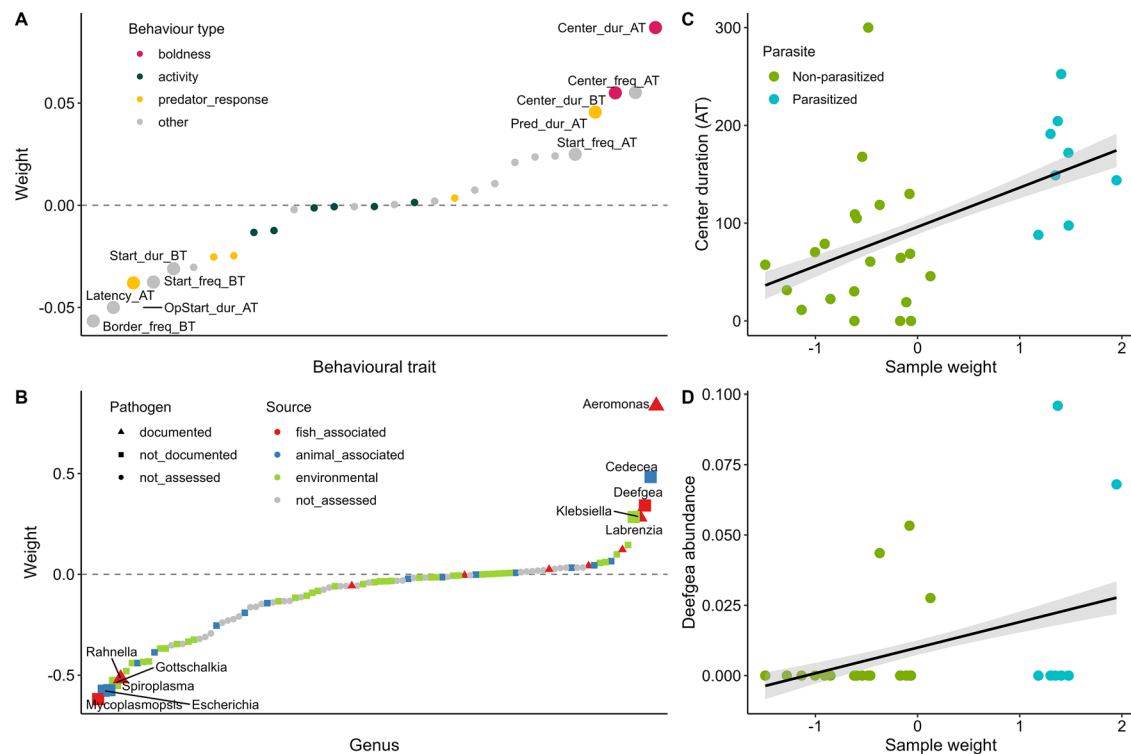 A
Behaviour type
boldness
activity
predator_response
other
Center_dur_AT
Center_freq_AT
Center_dur_BT
Pred_dur_AT
Start_freq_AT
Start_dur_BT
Start_freq_BT
Latency_AT
OpStart_dur_AT
Border_freq_BT
0.05
0.00
-0.05
Weight
Behavioural trait
C
Parasite
Non-parasitized
Parasitized
300
200
100
0
Center duration (AT)
-1 0 1 2
Sample weight
B
Pathogen
documented
not_documented
not_assessed
Source
fish_associated
animal_associated
environmental
not_assessed
Aeromonas
Cedecea
Deefgea
Klebsiella
Labrenzia
Rahnella
Gottschalkia
Spiroplasma
Mycoplasmopsis
Escherichia
0.5
0.0
-0.5
Weight
Genus
D
0.100
0.075
0.050
0.025
0.000
Deefgea abundance
-1 0 1 2
Sample weight